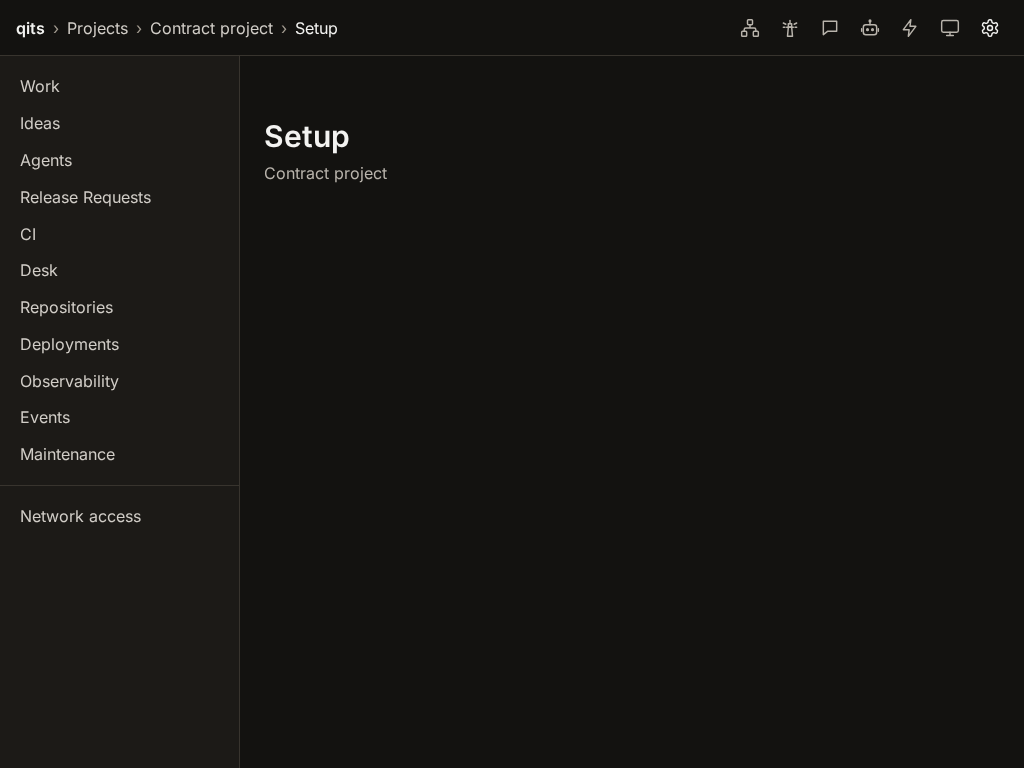 qits › Projects › Contract project › Setup
Work
Ideas
Agents
Release Requests
CI
Desk
Repositories
Deployments
Observability
Events
Maintenance
Network access
Setup
Contract project